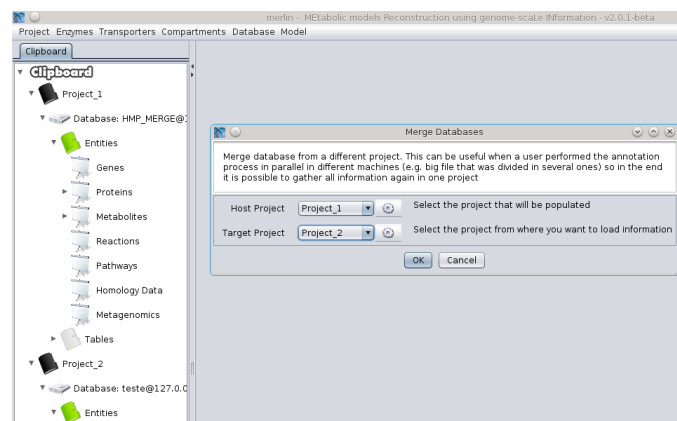 merlin - MEtabolic models Reconstruction using genome-scaLe INformation - v2.0.1-beta
Project Enzymes Transporters Compartments Database Model
Clipboard
Clipboard
Project_1
Database: HMP_MERGE@1
Entities
Genes
Proteins
Metabolites
Reactions
Pathways
Homology Data
Metagenomics
Tables
Project_2
Database: teste@127.0.0
Entities
Merge Databases
Merge database from a different project. This can be useful when a user performed the annotation
process in parallel in different machines (e.g. big file that was divided in several ones) so in the end
it is possible to gather all information again in one project
Host Project Project_1 Select the project that will be populated
Target Project Project_2 Select the project from where you want to load information
OK Cancel